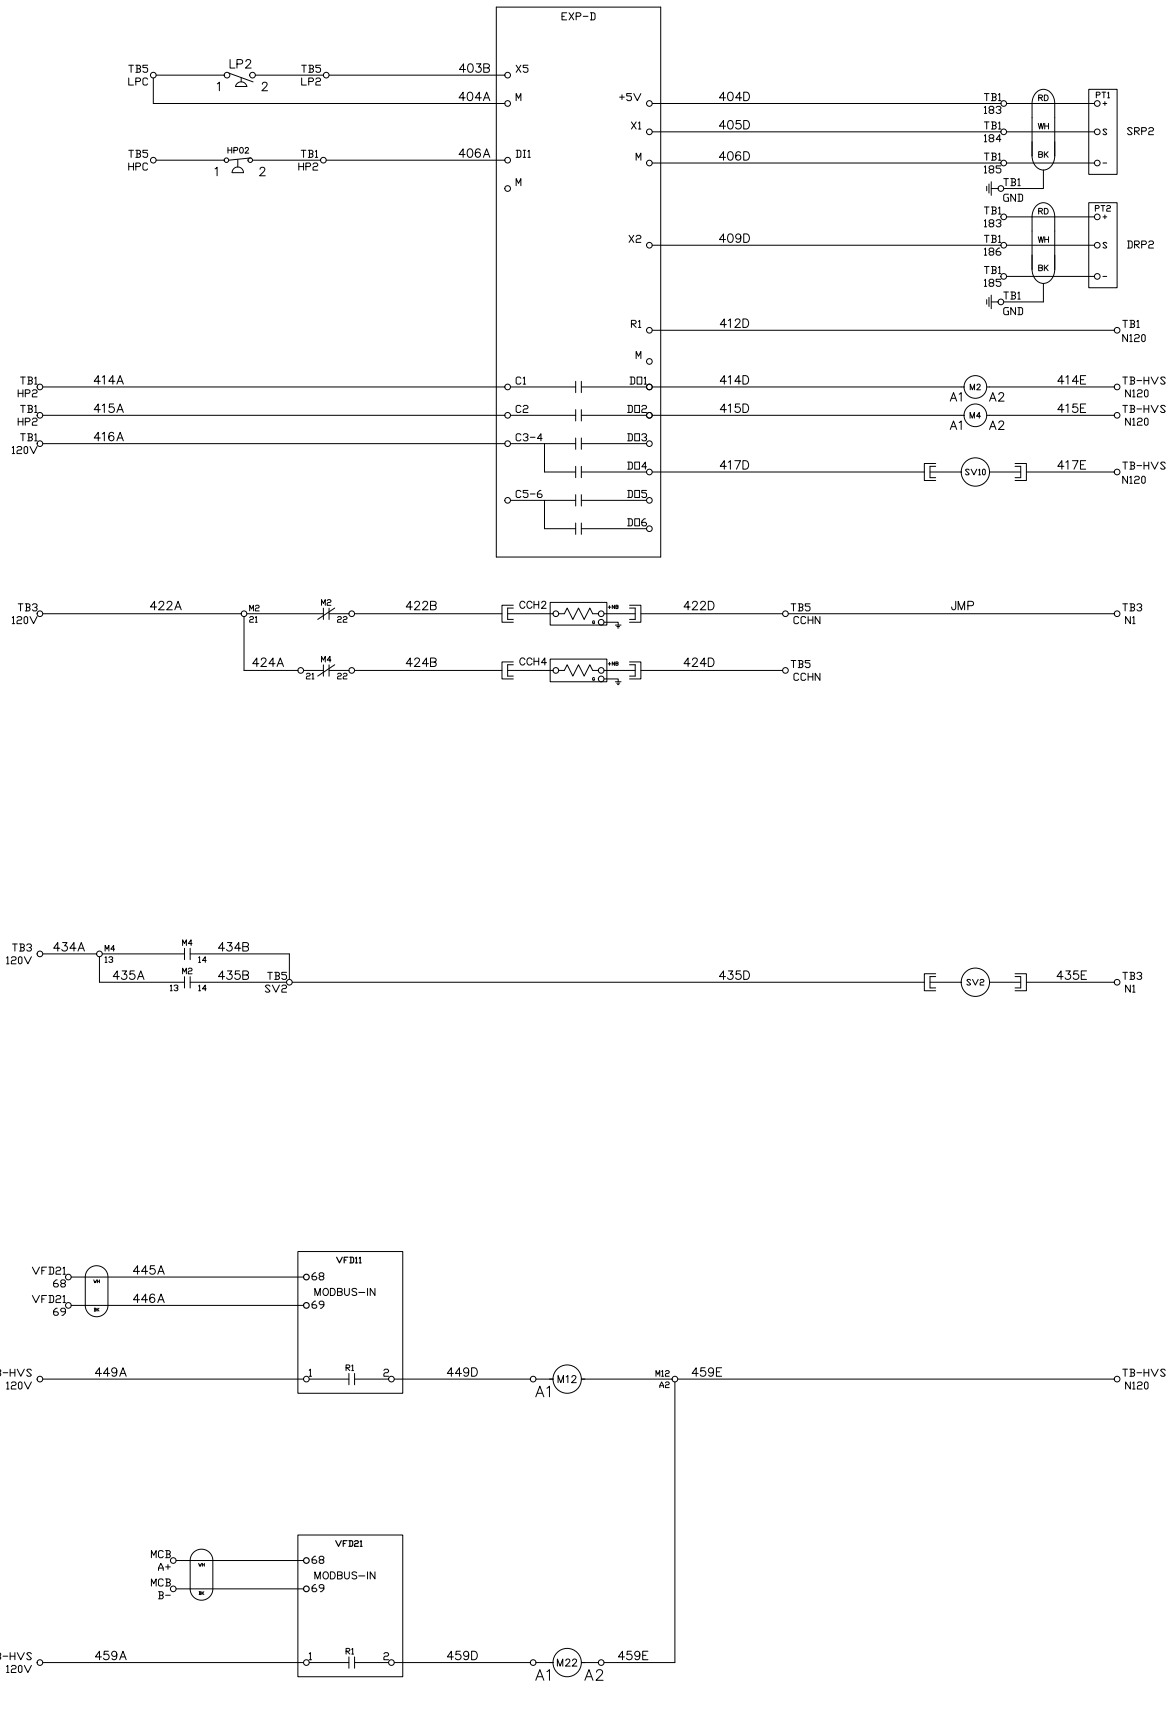 EXP-D
TB5 LPC LP2 1 2 TB5 LP2 403B X5
404A M
+5V 404D TB1 183 RD PT1 +
X1 405D TB1 184 WH S SRP2
TB5 HPC HP02 1 2 TB1 HP2 406A DI1
M 406D TB1 185 BK -
M
TB1 GND
TB1 183 RD PT2 +
X2 409D TB1 186 WH S DRP2
TB1 185 BK -
TB1 GND
R1 412D TB1 N120
M
TB1 HP2 414A C1 DO1 414D A1 M2 A2 414E TB-HVS N120
TB1 HP2 415A C2 DO2 415D A1 M4 A2 415E TB-HVS N120
TB1 120V 416A C3-4 DO3
DO4 417D SV10 417E TB-HVS N120
C5-6 DO5
DO6
TB3 120V 422A M2 21 M2 22 422B CCH2 G 422D TB5 CCHN JMP TB3 N1
424A 21 M4 22 424B CCH4 G 424D TB5 CCHN
TB3 120V 434A M4 13 M4 14 434B
435A 13 M2 14 435B TB5 SV2 435D SV2 435E TB3 N1
VFD11
VFD21 68 WH 445A 68
MODBUS-IN
VFD21 69 BK 446A 69
-HVS 120V 449A 1 R1 2 449D A1 M12 M12 A2 459E TB-HVS N120
VFD21
MCB A+ WH 68
MODBUS-IN
MCB B- BK 69
-HVS 120V 459A 1 R1 2 459D A1 M22 A2 459E